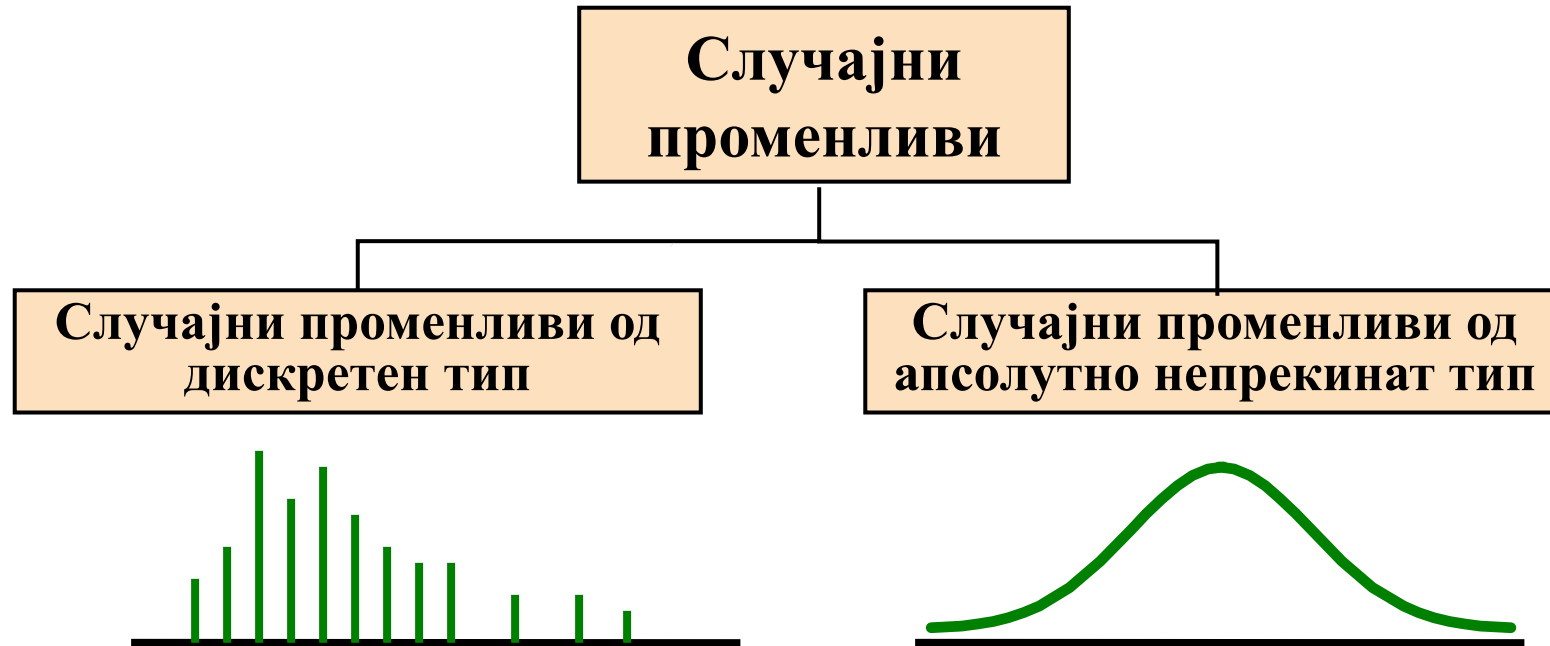 Случајни
променливи
Случајни променливи од
дискретен тип
Случајни променливи од
апсолутно непрекинат тип